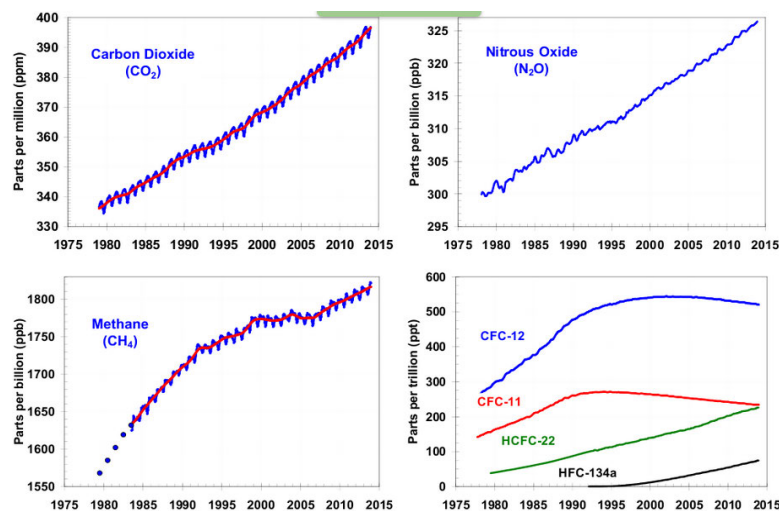 Carbon Dioxide
(CO₂)
Parts per million (ppm)
400
390
380
370
360
350
340
330
1975 1980 1985 1990 1995 2000 2005 2010 2015
Nitrous Oxide
(N₂O)
Parts per billion (ppb)
325
320
315
310
305
300
295
1975 1980 1985 1990 1995 2000 2005 2010 2015
Methane
(CH₄)
Parts per billion (ppb)
1800
1750
1700
1650
1600
1550
1975 1980 1985 1990 1995 2000 2005 2010 2015
CFC-12
CFC-11
HCFC-22
HFC-134a
Parts per trillion (ppt)
600
500
400
300
200
100
0
1975 1980 1985 1990 1995 2000 2005 2010 2015